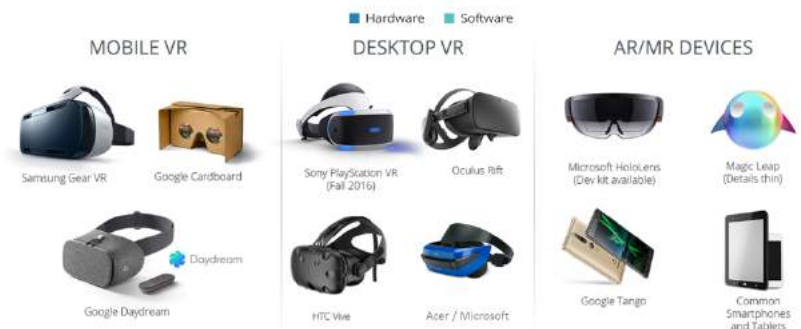 Hardware Software
MOBILE VR
Samsung Gear VR
Google Cardboard
Daydream
Google Daydream
DESKTOP VR
Sony PlayStation VR
(Fall 2016)
Oculus Rift
HTC Vive
Acer / Microsoft
AR/MR DEVICES
Microsoft HoloLens
(Dev kit available)
Magic Leap
(Details thin)
Google Tango
Common
Smartphones
and Tablets